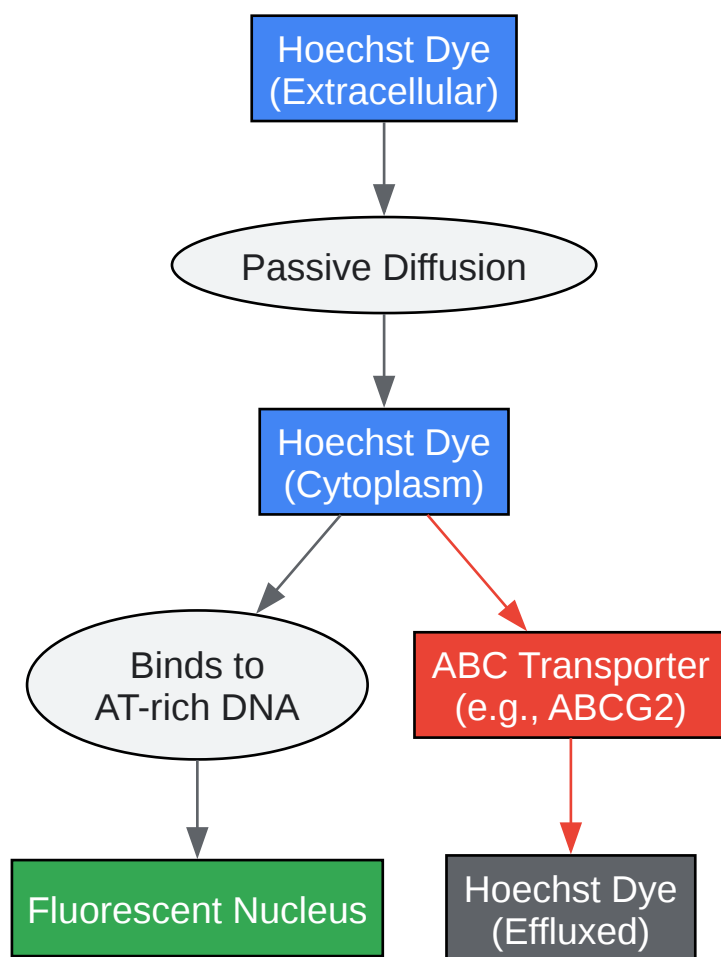 Hoechst Dye
(Extracellular)
Passive Diffusion
Hoechst Dye
(Cytoplasm)
Binds to
AT-rich DNA
ABC Transporter
(e.g., ABCG2)
Fluorescent Nucleus
Hoechst Dye
(Effluxed)